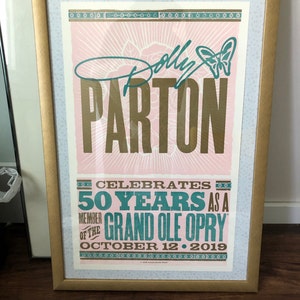 Dolly
PARTON
CELEBRATES
50 YEARS AS A
MEMBER OF THE GRAND OLE OPRY
OCTOBER 12 • 2019